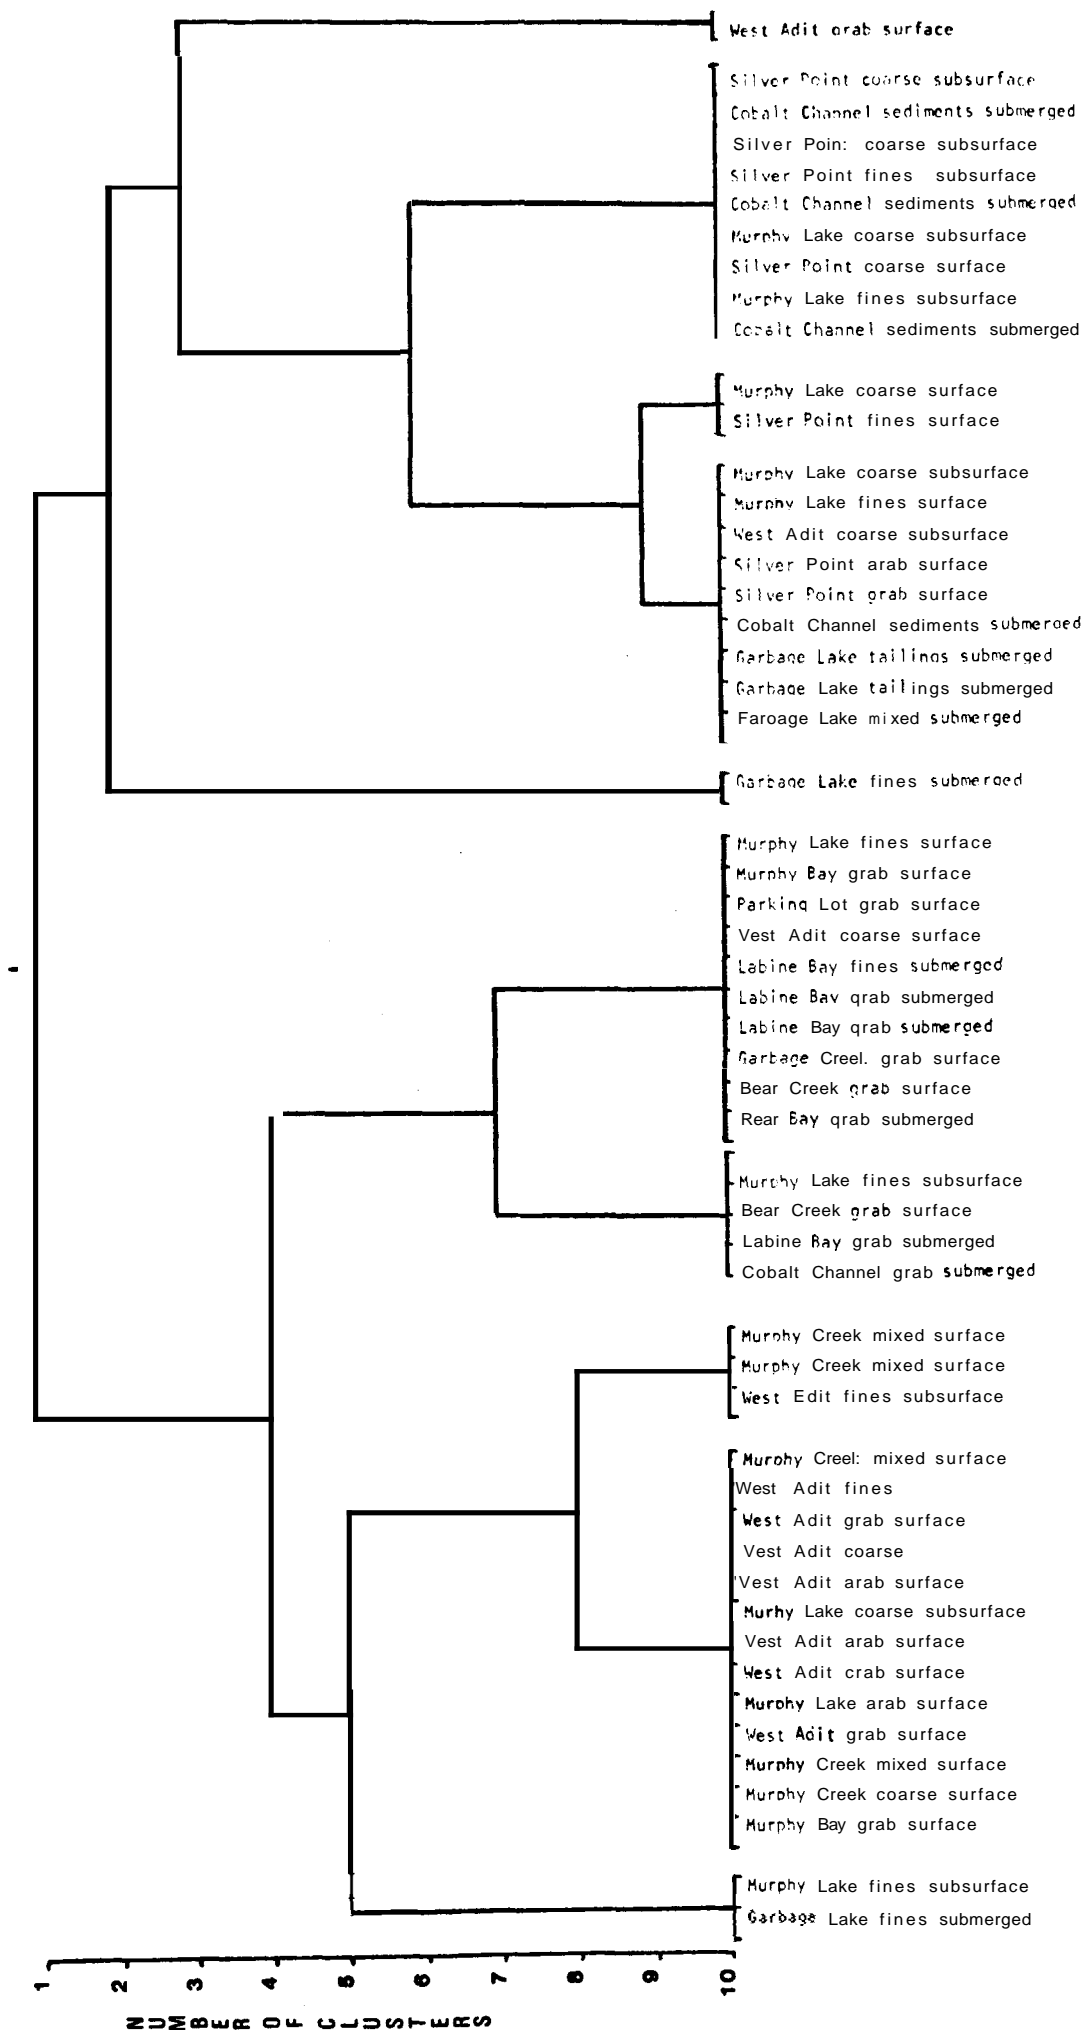 West Adit orab surface
Silver Point coarse subsurface
Cobalt Channel sediments submerged
Silver Poin: coarse subsurface
Silver Point fines subsurface
Cobalt Channel sediments submerged
Murphy Lake coarse subsurface
Silver Point coarse surface
Murphy Lake fines subsurface
Cobalt Channel sediments submerged
Murphy Lake coarse surface
Silver Point fines surface
Murphy Lake coarse subsurface
Murphy Lake fines surface
West Adit coarse subsurface
Silver Point arab surface
Silver Point grab surface
Cobalt Channel sediments submeroed
Garbage Lake tailinos submerged
Garbaoe Lake tailings submerged
Faroage Lake mixed submerged
Garbaoe Lake fines submeraed
Murphy Lake fines surface
Murphy Bay grab surface
Parkinq Lot grab surface
Vest Adit coarse surface
Labine Bay fines submerged
Labine Bav qrab submerged
Labine Bay qrab submerged
Garbage Creel. grab surface
Bear Creek grab surface
Rear Bay qrab submerged
Murphy Lake fines subsurface
Bear Creek grab surface
Labine Bay grab submerged
Cobalt Channel grab submerged
Murphy Creek mixed surface
Murphy Creek mixed surface
West Edit fines subsurface
Murphy Creel: mixed surface
West Adit fines
West Adit grab surface
Vest Adit coarse
'Vest Adit arab surface
Murhy Lake coarse subsurface
Vest Adit arab surface
West Adit crab surface
Murphy Lake arab surface
West Adit grab surface
Murphy Creek mixed surface
Murphy Creek coarse surface
Murphy Bay grab surface
Murphy Lake fines subsurface
Garbage Lake fines submerged
1 2 3 4 5 6 7 8 9 10
NUMBER OF CLUSTERS